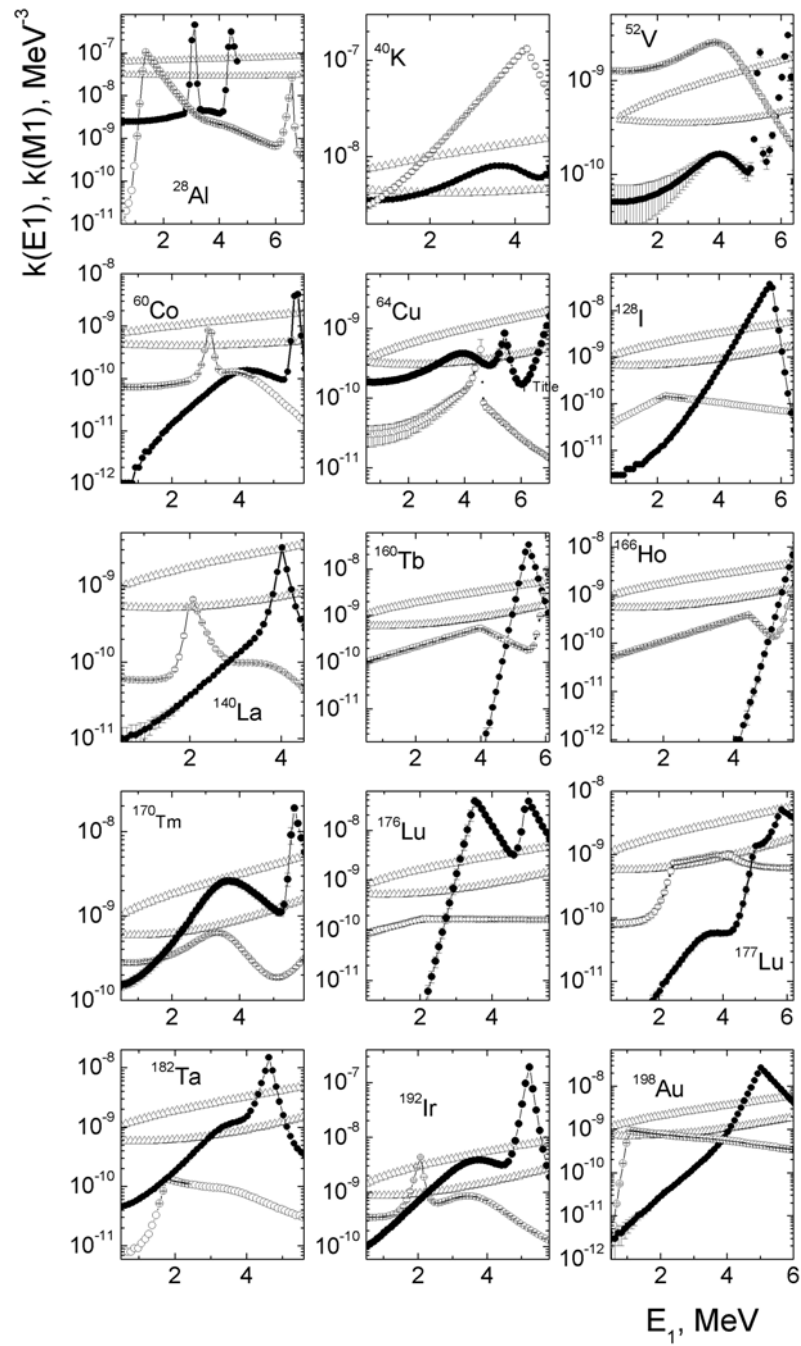 k(E1), k(M1), MeV⁻³
10⁻⁷
10⁻⁸
10⁻⁹
10⁻¹⁰
10⁻¹¹
²⁸Al
2 4 6
10⁻⁷
10⁻⁸
⁴⁰K
2 4
10⁻⁹
10⁻¹⁰
⁵²V
2 4 6
10⁻⁸
10⁻⁹
10⁻¹⁰
10⁻¹¹
10⁻¹²
⁶⁰Co
2 4
10⁻⁹
10⁻¹⁰
10⁻¹¹
⁶⁴Cu
Title
2 4 6
10⁻⁸
10⁻⁹
10⁻¹⁰
10⁻¹¹
10⁻¹²
¹²⁸I
2 4 6
10⁻⁹
10⁻¹⁰
10⁻¹¹
¹⁴⁰La
2 4
10⁻⁸
10⁻⁹
10⁻¹⁰
10⁻¹¹
¹⁶⁰Tb
2 4 6
10⁻⁸
10⁻⁹
10⁻¹⁰
10⁻¹¹
10⁻¹²
¹⁶⁶Ho
2 4
10⁻⁸
10⁻⁹
10⁻¹⁰
¹⁷⁰Tm
2 4
10⁻⁸
10⁻⁹
10⁻¹⁰
10⁻¹¹
¹⁷⁶Lu
2 4
10⁻⁸
10⁻⁹
10⁻¹⁰
10⁻¹¹
¹⁷⁷Lu
2 4 6
10⁻⁸
10⁻⁹
10⁻¹⁰
10⁻¹¹
¹⁸²Ta
2 4
10⁻⁷
10⁻⁸
10⁻⁹
10⁻¹⁰
¹⁹²Ir
2 4
10⁻⁷
10⁻⁸
10⁻⁹
10⁻¹⁰
10⁻¹¹
10⁻¹²
¹⁹⁸Au
2 4 6
E₁, MeV